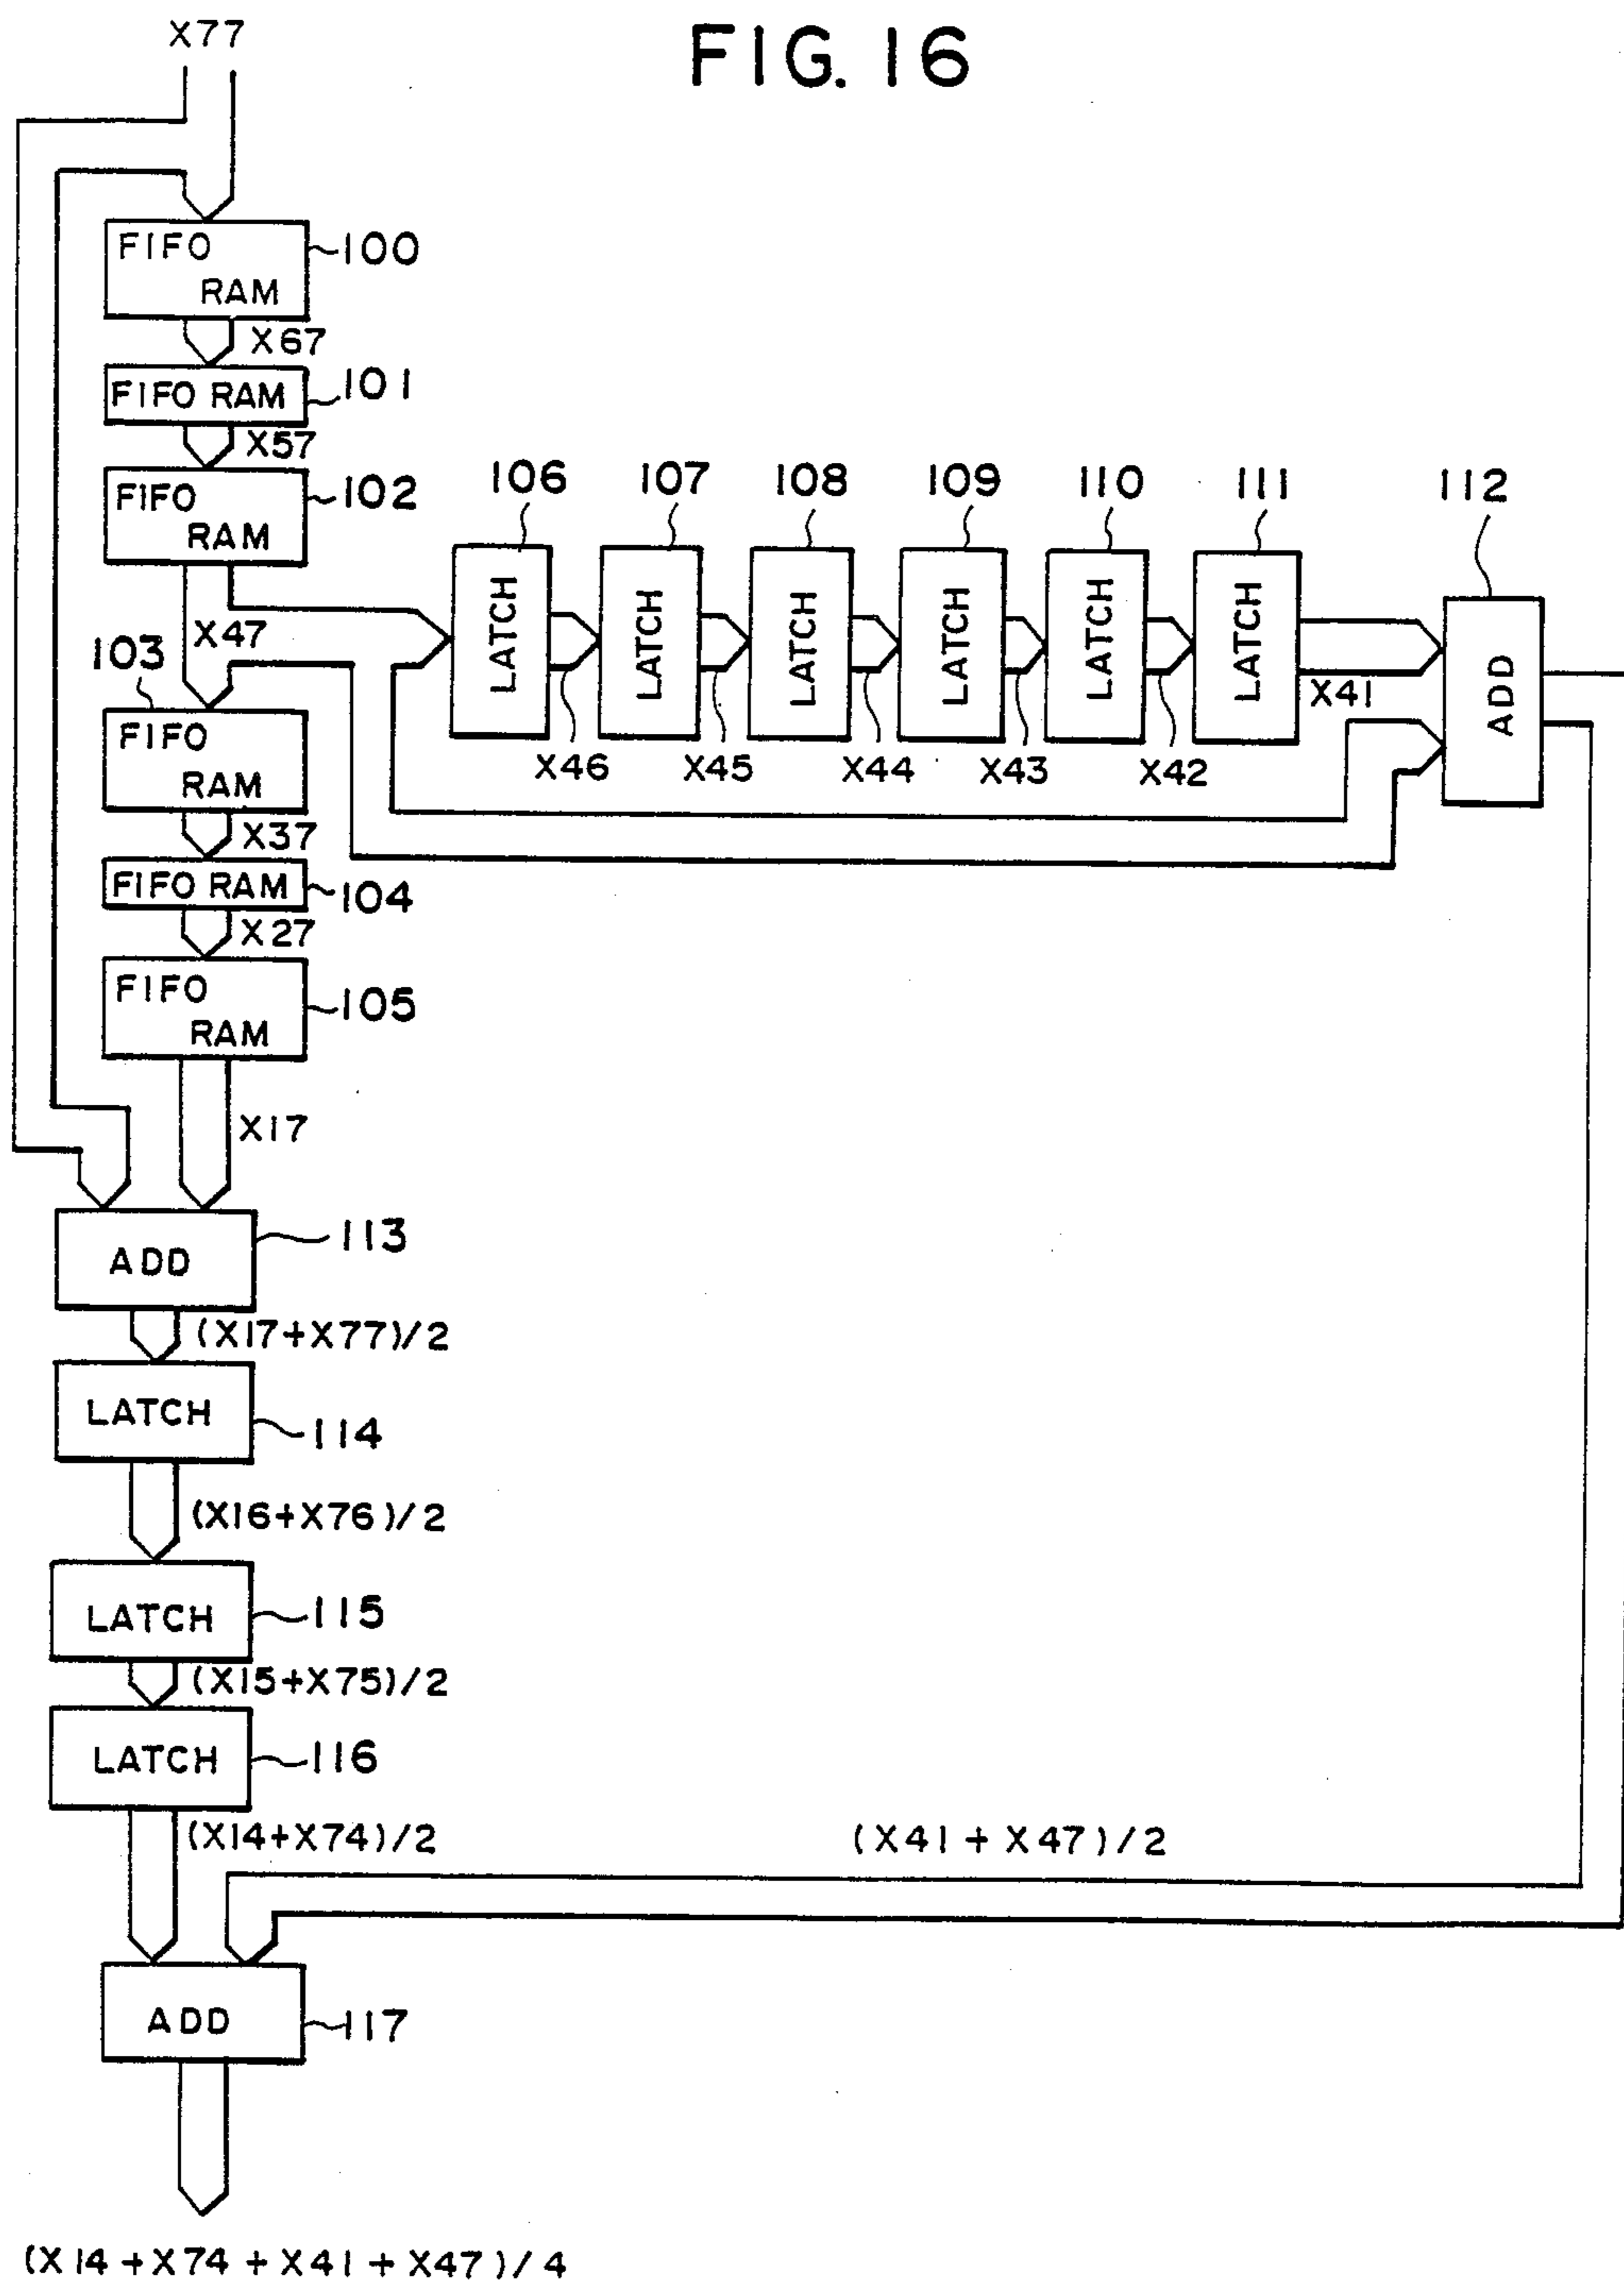 FIG. 16
X77
FIFO
RAM
100
X67
FIFO RAM
101
X57
FIFO
RAM
102
X47
103
FIFO
RAM
X37
FIFO RAM
104
X27
FIFO
RAM
105
X17
106
107
108
109
110
111
112
LATCH
LATCH
LATCH
LATCH
LATCH
LATCH
ADD
X46
X45
X44
X43
X42
X41
ADD
113
(X17+X77)/2
LATCH
114
(X16+X76)/2
LATCH
115
(X15+X75)/2
LATCH
116
(X14+X74)/2
(X41+X47)/2
ADD
117
(X14+X74+X41+X47)/4